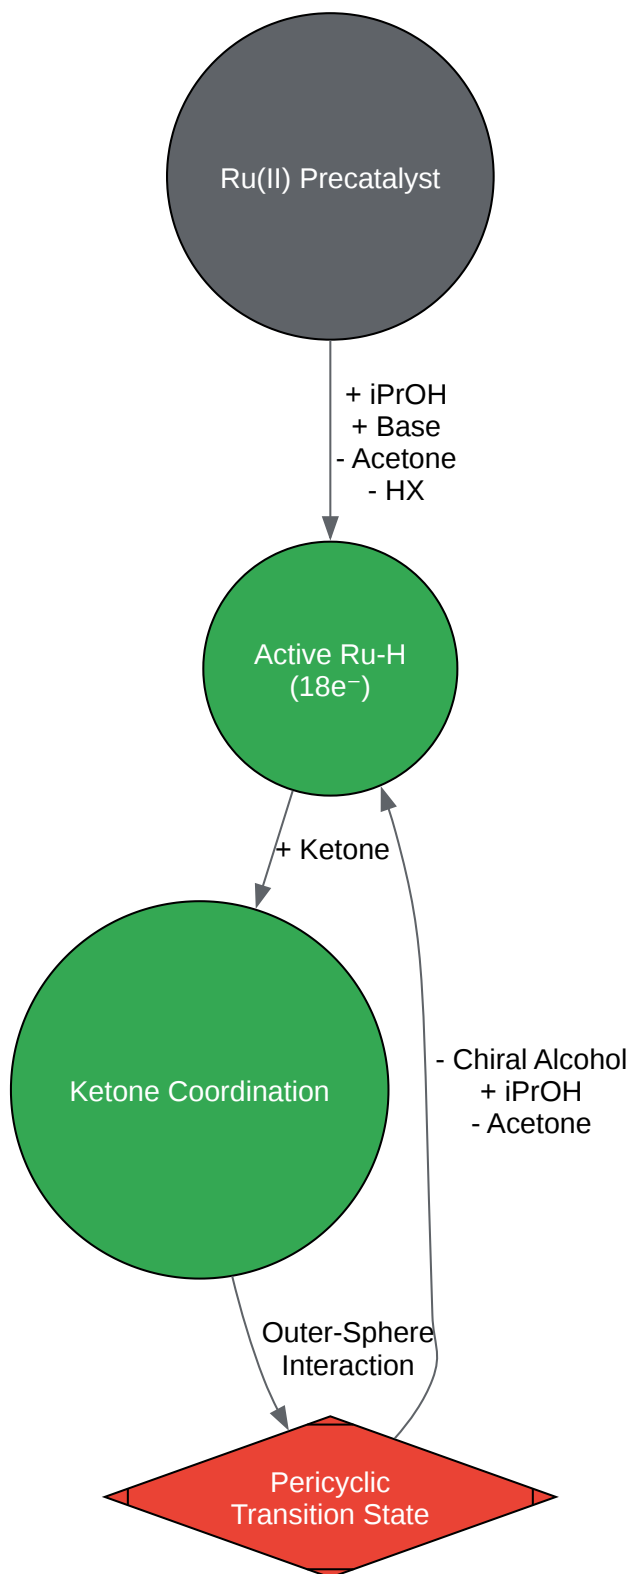 Ru(II) Precatalyst
+ iPrOH
+ Base
- Acetone
- HX
Active Ru-H
(18e⁻)
+ Ketone
Ketone Coordination
- Chiral Alcohol
+ iPrOH
- Acetone
Outer-Sphere
Interaction
Pericyclic
Transition State